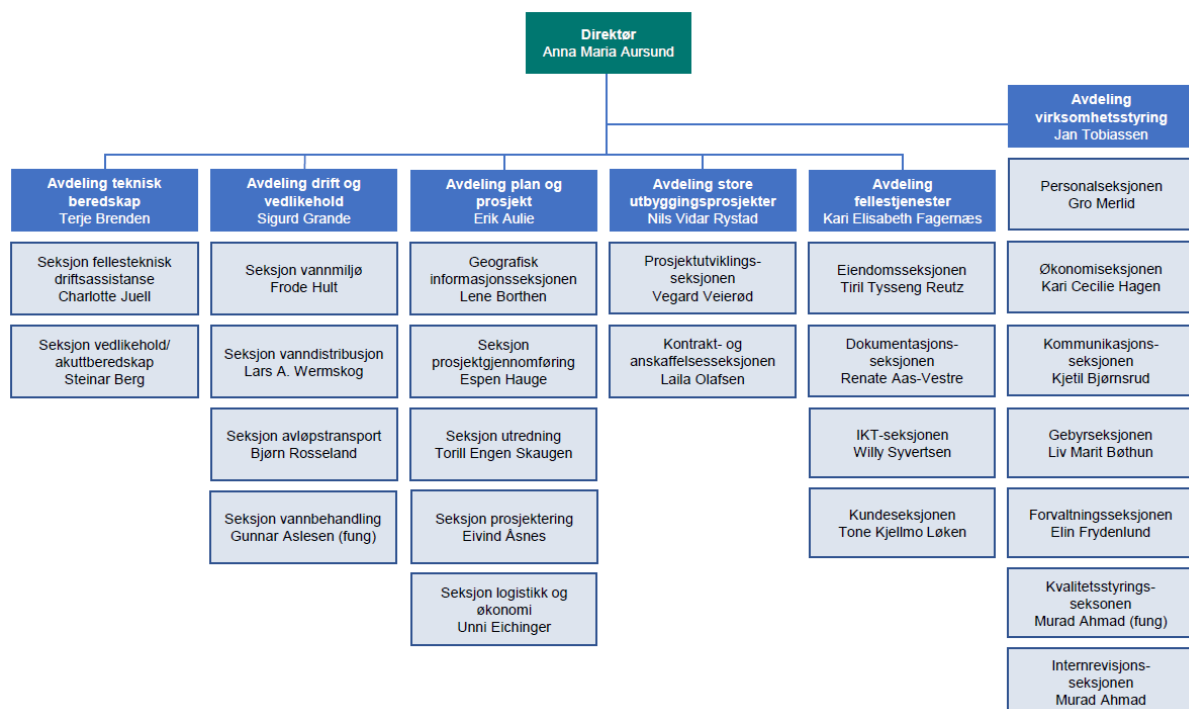 Direktør
Anna Maria Aursund
Avdeling
virksomhetsstyring
Jan Tobiassen
Avdeling teknisk
beredskap
Terje Brenden
Avdeling drift og
vedlikehold
Sigurd Grande
Avdeling plan og
prosjekt
Erik Aulie
Avdeling store
utbyggingsprosjekter
Nils Vidar Rystad
Avdeling
fellestjenester
Kari Elisabeth Fagernæs
Seksjon fellesteknisk
driftsassistanse
Charlotte Juell
Seksjon vedlikehold/
akuttberedskap
Steinar Berg
Seksjon vannmiljø
Frode Hult
Seksjon vanndistribusjon
Lars A. Wermskog
Seksjon avløpstransport
Bjørn Rosseland
Seksjon vannbehandling
Gunnar Aslesen (fung)
Geografisk
informasjonsseksjonen
Lene Borthen
Seksjon
prosjektgjennomføring
Espen Hauge
Seksjon utredning
Torill Engen Skaugen
Seksjon prosjektering
Eivind Åsnes
Seksjon logistikk og
økonomi
Unni Eichinger
Prosjektutviklings-
seksjonen
Vegard Veierød
Kontrakt- og
anskaffelsesseksjonen
Laila Olafsen
Eiendomsseksjonen
Tiril Tysseng Reutz
Dokumentasjons-
seksjonen
Renate Aas-Vestre
IKT-seksjonen
Willy Syvertsen
Kundeseksjonen
Tone Kjellmo Løken
Personalseksjonen
Gro Merlid
Økonomiseksjonen
Kari Cecilie Hagen
Kommunikasjons-
seksjonen
Kjetil Bjørnsrud
Gebyrseksjonen
Liv Marit Bøthun
Forvaltningsseksjonen
Elin Frydenlund
Kvalitetsstyrings-
seksonen
Murad Ahmad (fung)
Internrevisjons-
seksjonen
Murad Ahmad